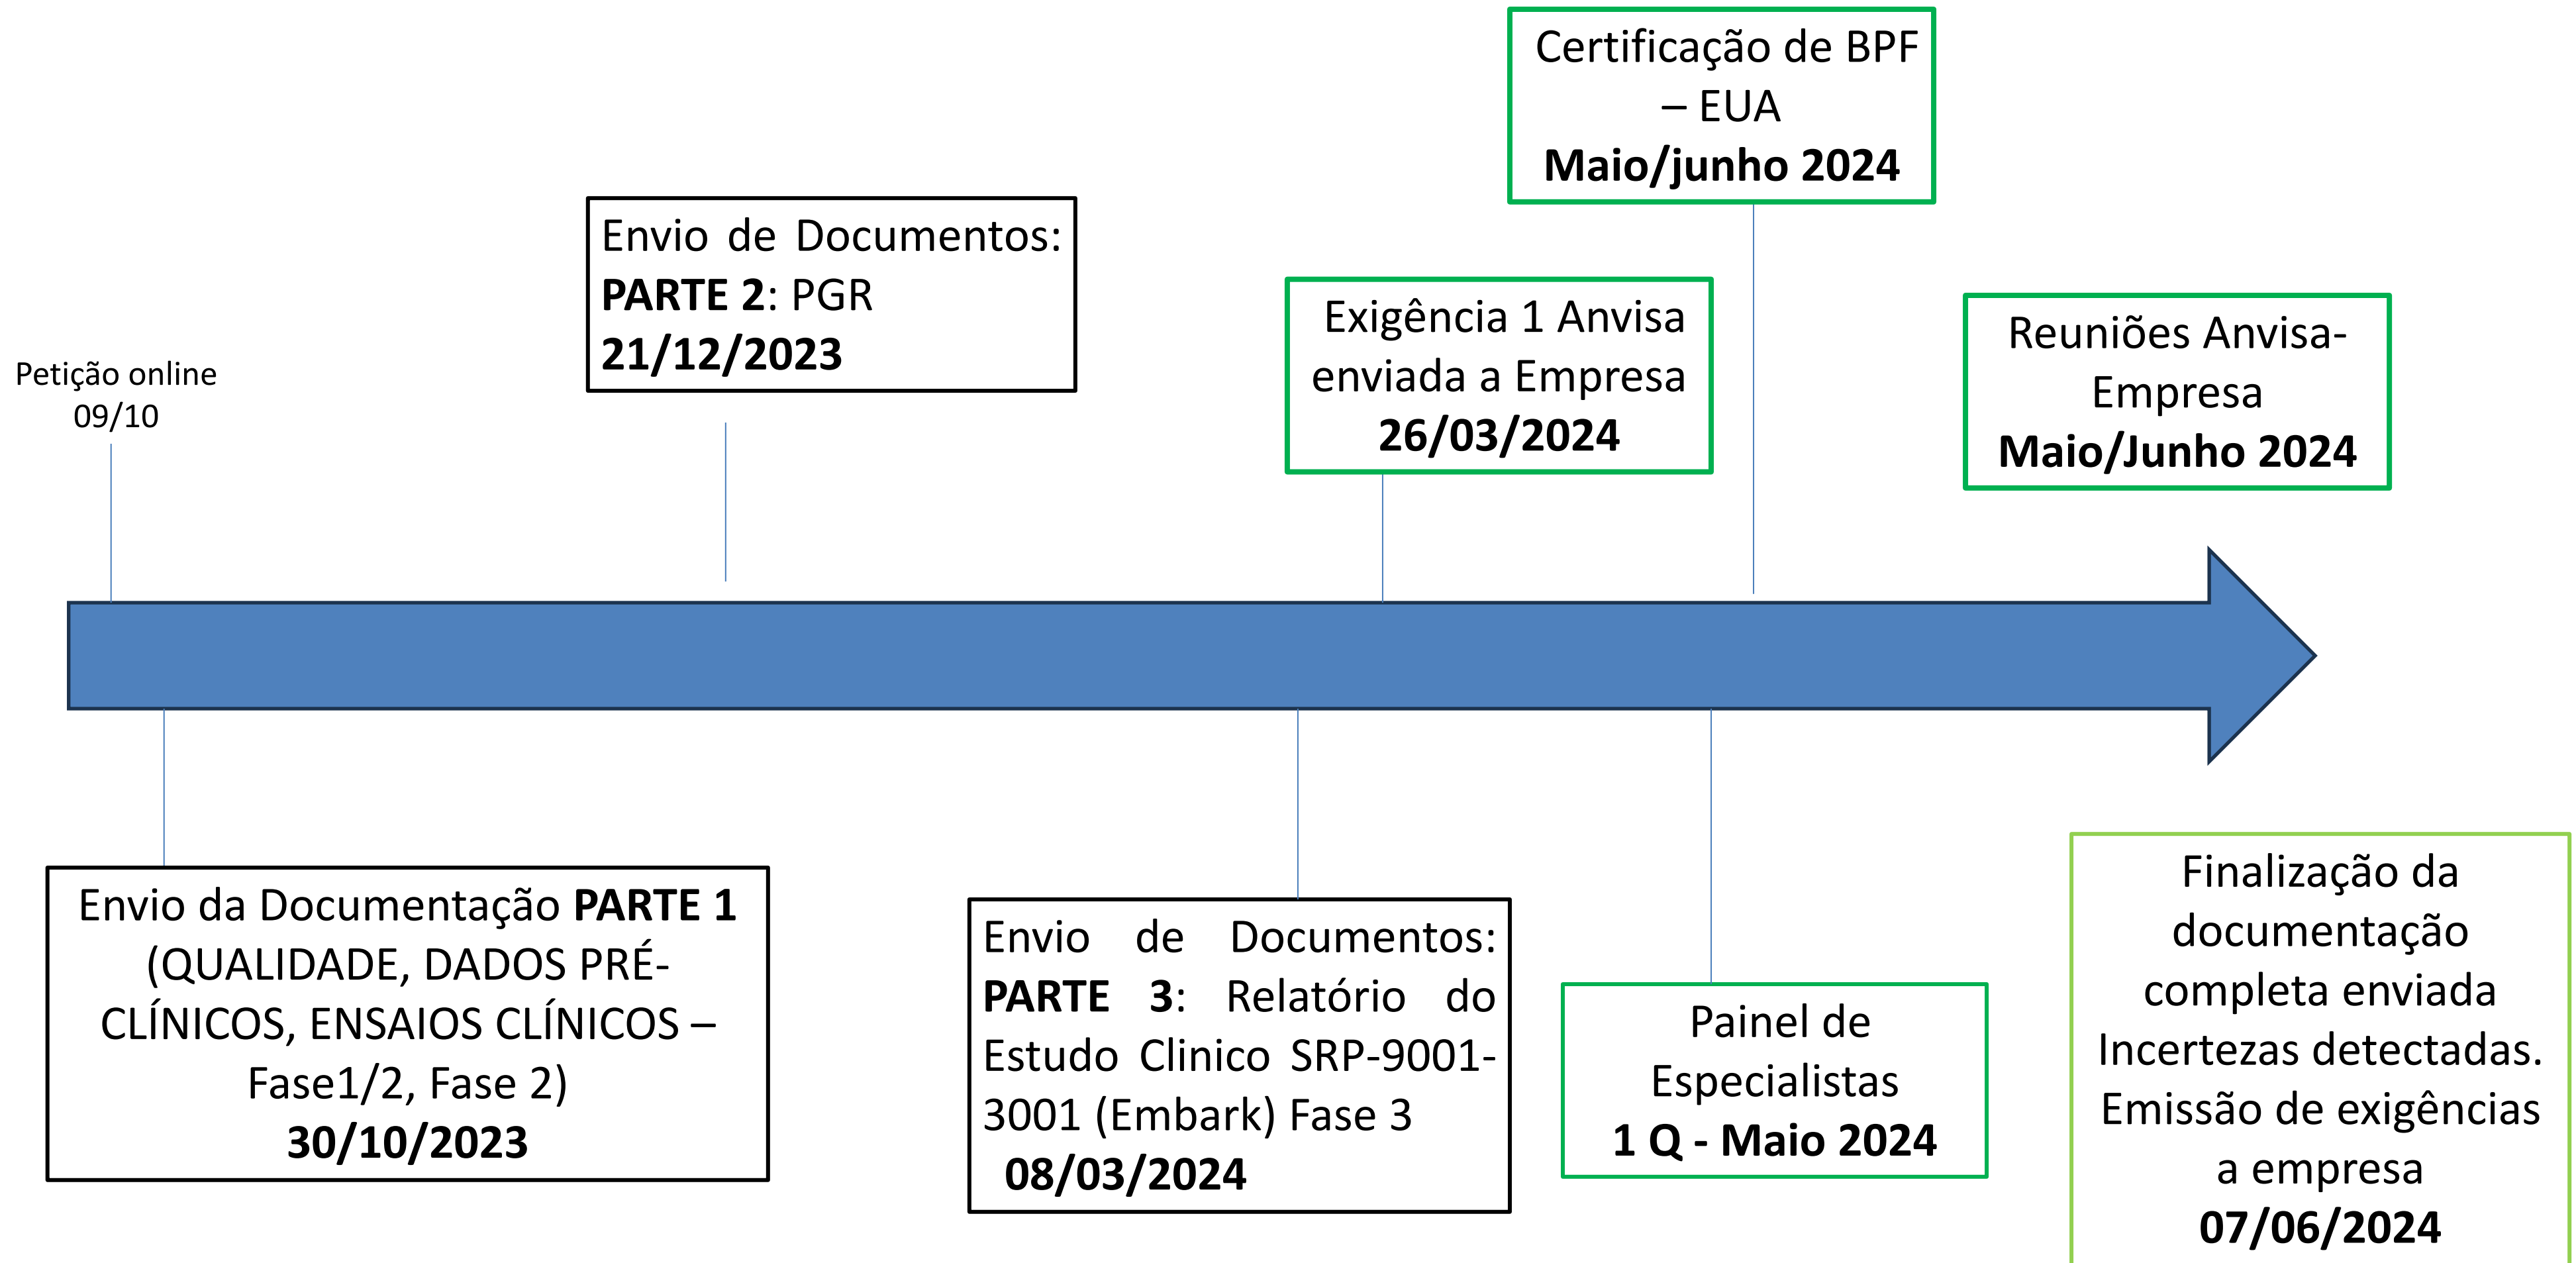 Certificação de BPF
– EUA
Maio/junho 2024
Envio de Documentos:
PARTE 2: PGR
21/12/2023
Exigência 1 Anvisa
enviada a Empresa
26/03/2024
Reuniões Anvisa-
Empresa
Maio/Junho 2024
Petição online
09/10
Envio da Documentação PARTE 1
(QUALIDADE, DADOS PRÉ-
CLÍNICOS, ENSAIOS CLÍNICOS –
Fase1/2, Fase 2)
30/10/2023
Envio de Documentos:
PARTE 3: Relatório do
Estudo Clinico SRP-9001-
3001 (Embark) Fase 3
08/03/2024
Painel de
Especialistas
1 Q - Maio 2024
Finalização da
documentação
completa enviada
Incertezas detectadas.
Emissão de exigências
a empresa
07/06/2024